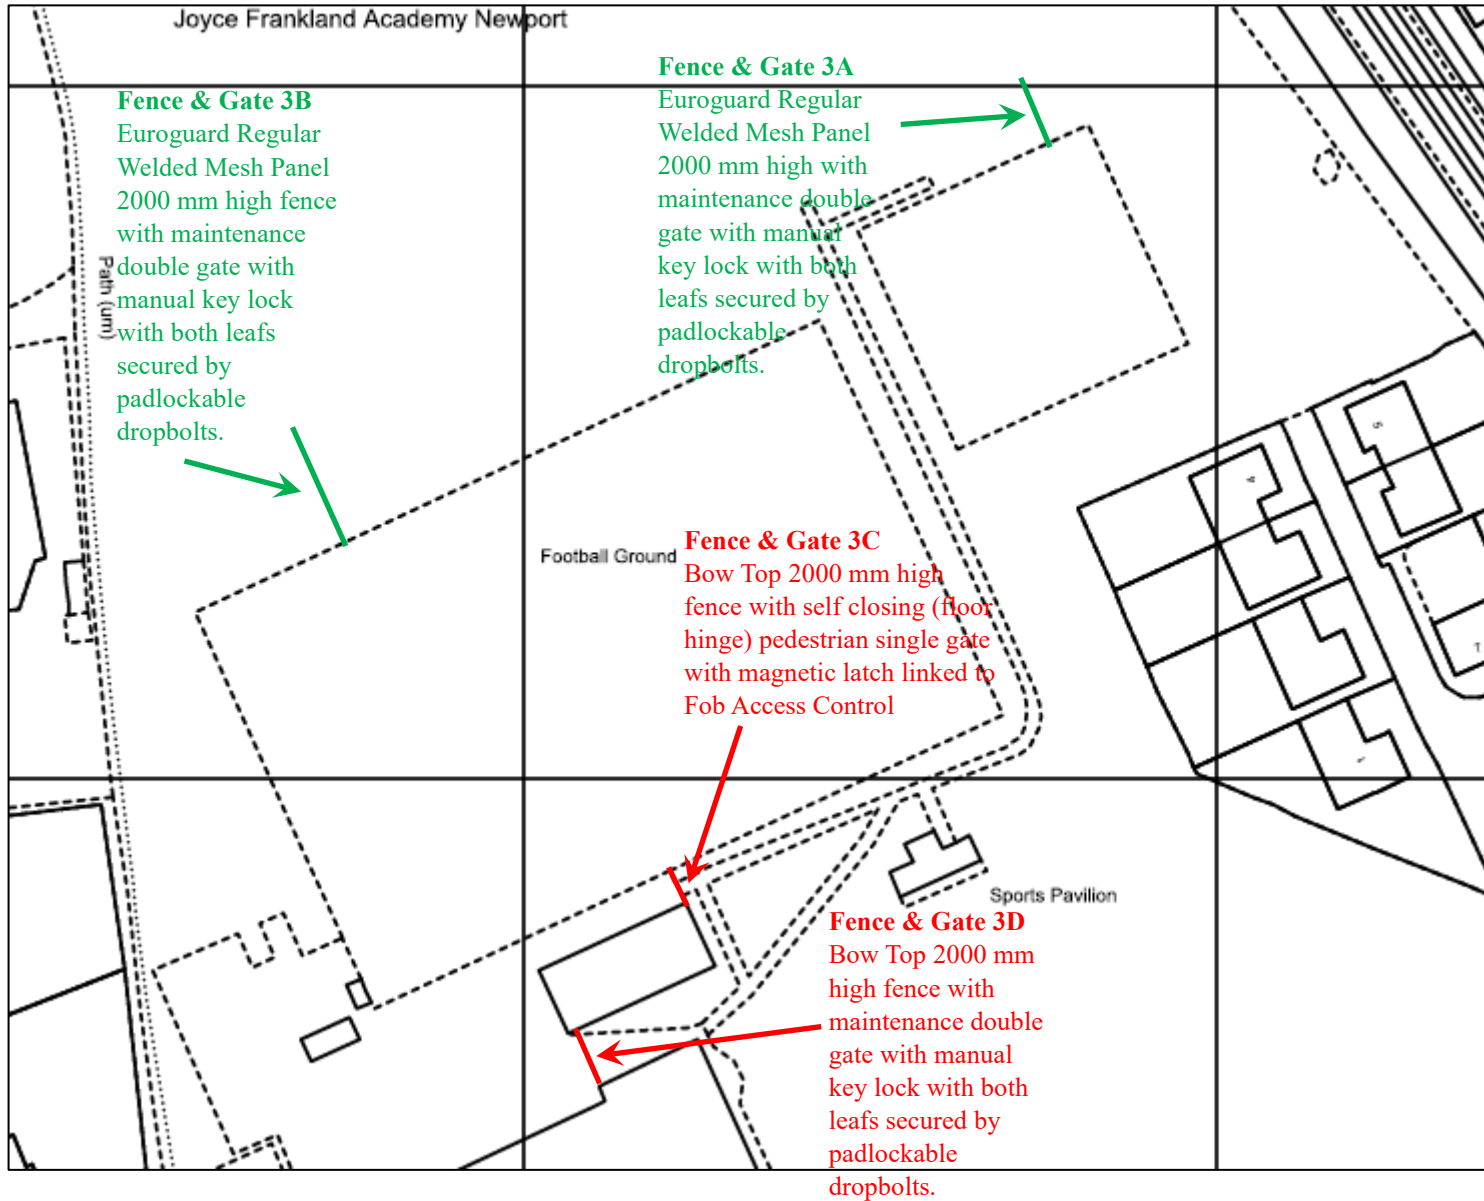 Joyce Frankland Academy Newport
Fence & Gate 3A
Euroguard Regular
Welded Mesh Panel
2000 mm high with
maintenance double
gate with manual
key lock with both
leafs secured by
padlockable
dropbolts.
Fence & Gate 3B
Euroguard Regular
Welded Mesh Panel
2000 mm high fence
with maintenance
double gate with
manual key lock
with both leafs
secured by
padlockable
dropbolts.
Path (um)
Football Ground
Fence & Gate 3C
Bow Top 2000 mm high
fence with self closing (floor
hinge) pedestrian single gate
with magnetic latch linked to
Fob Access Control
Sports Pavilion
Fence & Gate 3D
Bow Top 2000 mm
high fence with
maintenance double
gate with manual
key lock with both
leafs secured by
padlockable
dropbolts.